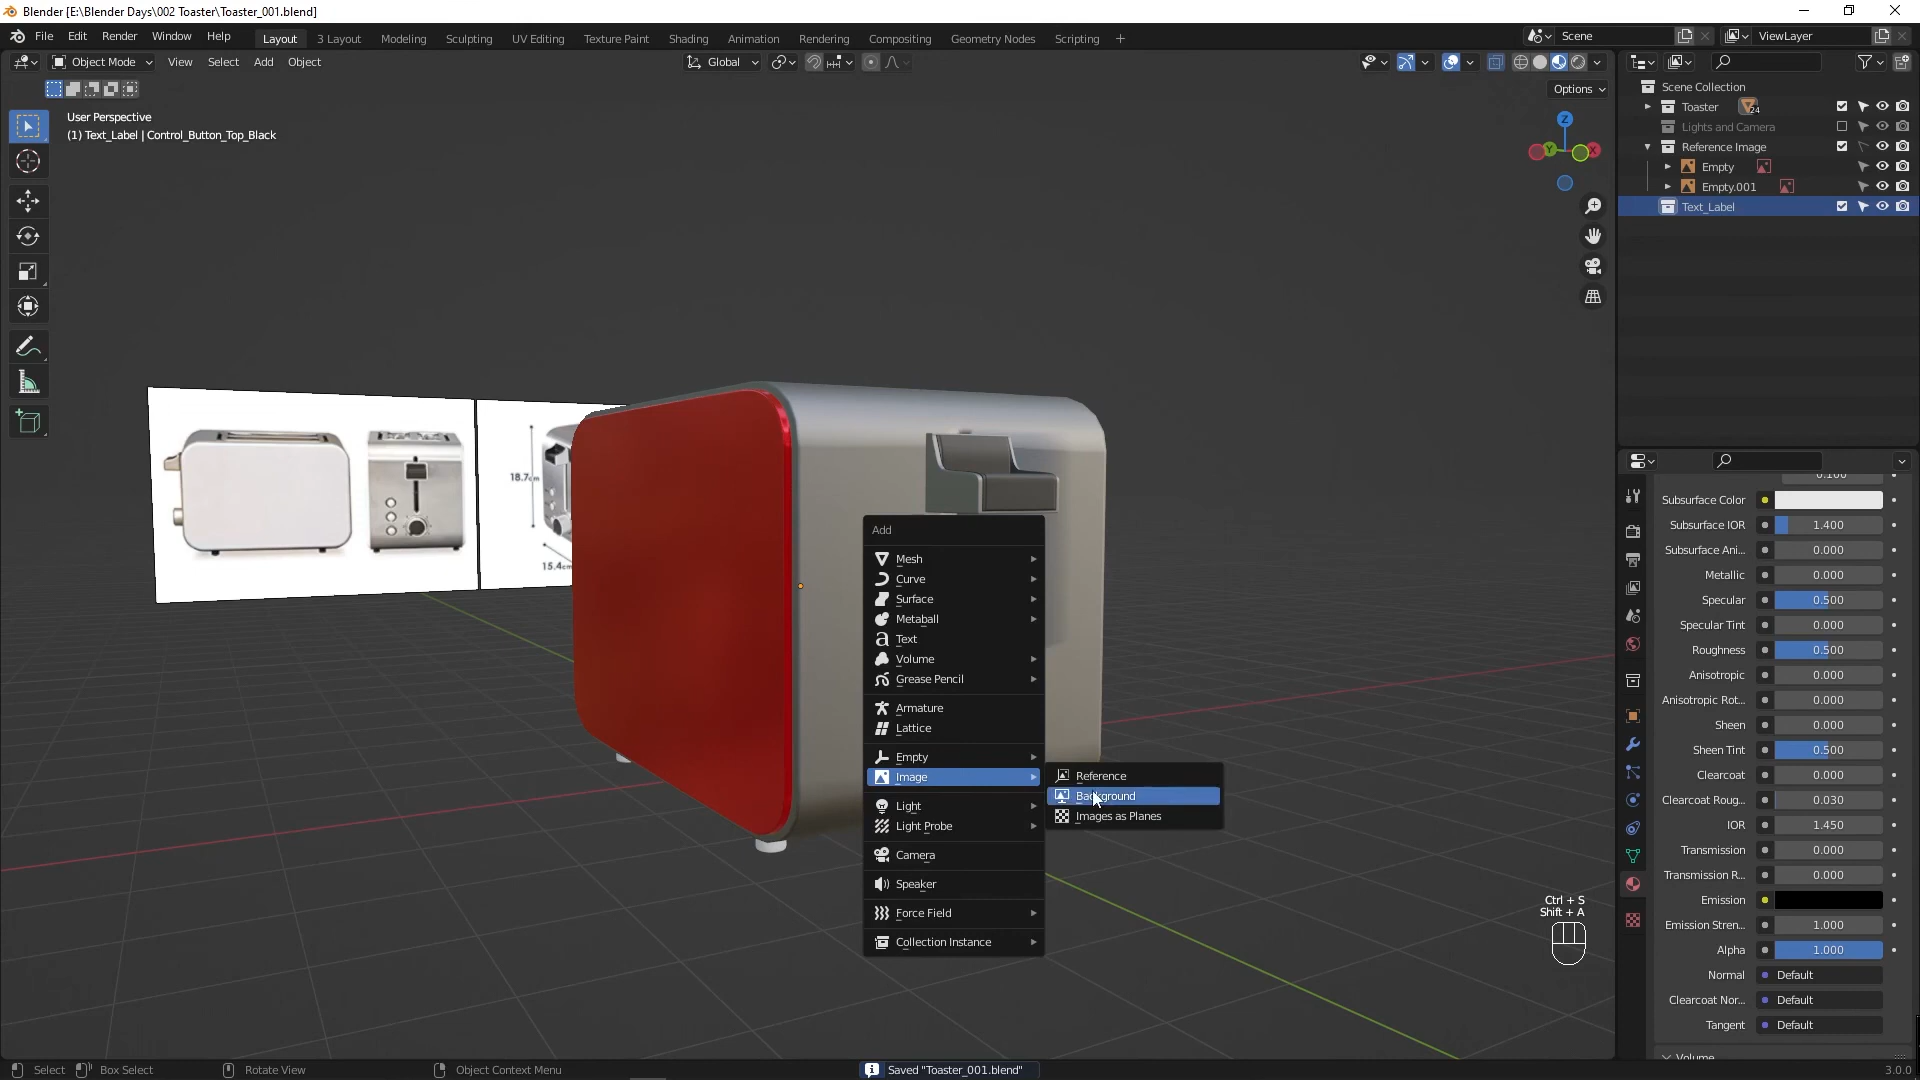 Blender [E:\Blender Days\002 Toaster\Toaster_001.blend]
File Edit Render Window Help
Layout 3 Layout Modeling Sculpting UV Editing Texture Paint Shading Animation Rendering Compositing Geometry Nodes Scripting +
Scene ViewLayer
Object Mode View Select Add Object
Global
Options
User Perspective
(1) Text_Label | Control_Button_Top_Black
Z
Y
X
Scene Collection
Toaster 24
Lights and Camera
Reference Image
Empty
Empty.001
Text_Label
18.7cm
15.4cm
Add
Mesh
Curve
Surface
Metaball
Text
Volume
Grease Pencil
Armature
Lattice
Empty
Image
Light
Light Probe
Camera
Speaker
Force Field
Collection Instance
Reference
Background
Images as Planes
Ctrl + S
Shift + A
0.100
Subsurface Color
Subsurface IOR 1.400
Subsurface Ani... 0.000
Metallic 0.000
Specular 0.500
Specular Tint 0.000
Roughness 0.500
Anisotropic 0.000
Anisotropic Rot... 0.000
Sheen 0.000
Sheen Tint 0.500
Clearcoat 0.000
Clearcoat Roug... 0.030
IOR 1.450
Transmission 0.000
Transmission R... 0.000
Emission
Emission Stren... 1.000
Alpha 1.000
Normal Default
Clearcoat Nor... Default
Tangent Default
Volume
Select Box Select Rotate View Object Context Menu
Saved "Toaster_001.blend"
3.0.0